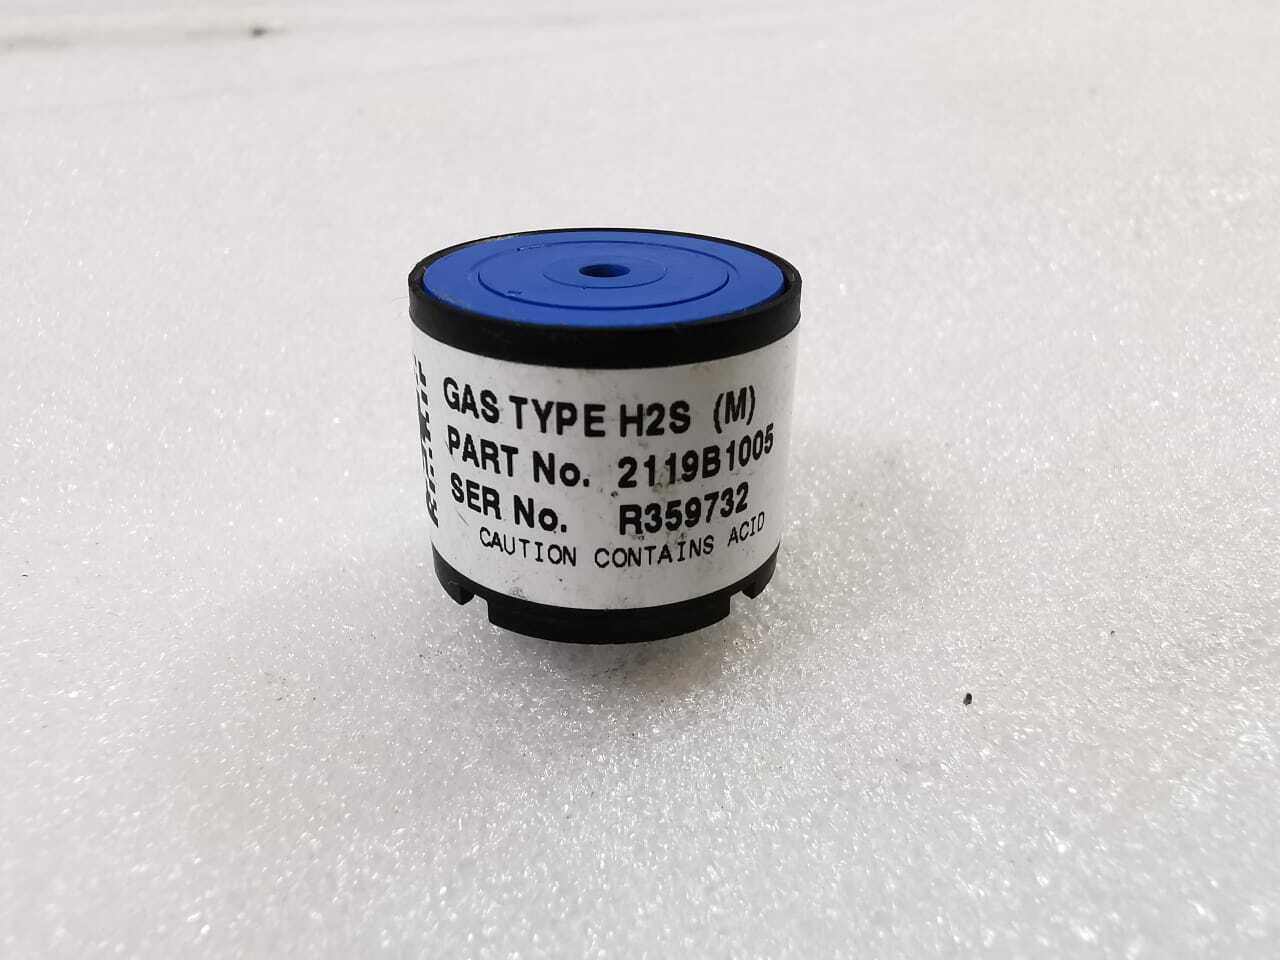 GAS TYPE H2S (M)
PART No. 2119B1005
SER No. R359732
CAUTION CONTAINS ACID